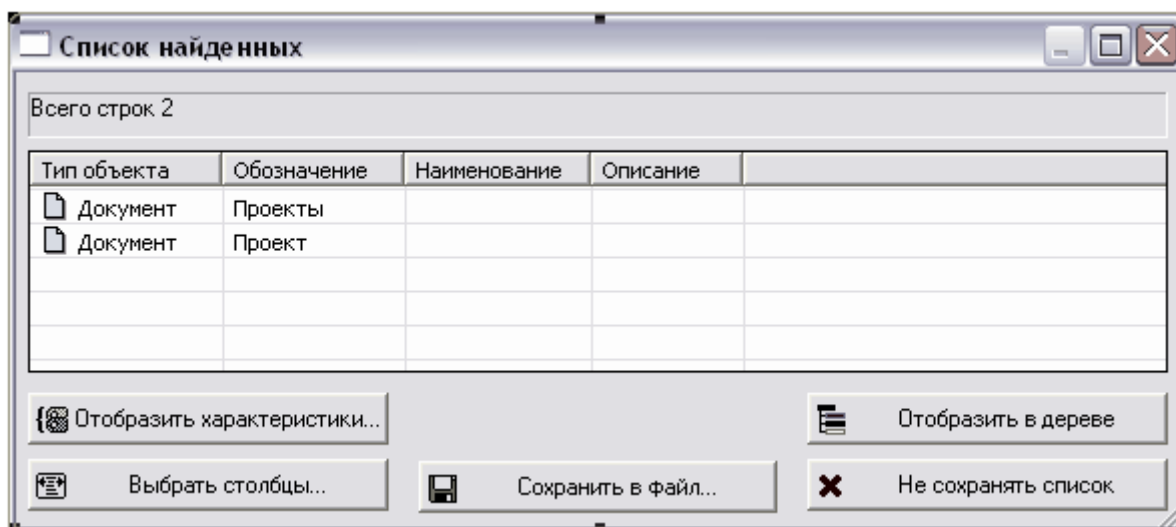 Список найденных
Всего строк 2
Тип объекта Обозначение Наименование Описание
Документ Проекты
Документ Проект
Отобразить характеристики... Отобразить в дереве
Выбрать столбцы... Сохранить в файл... Не сохранять список